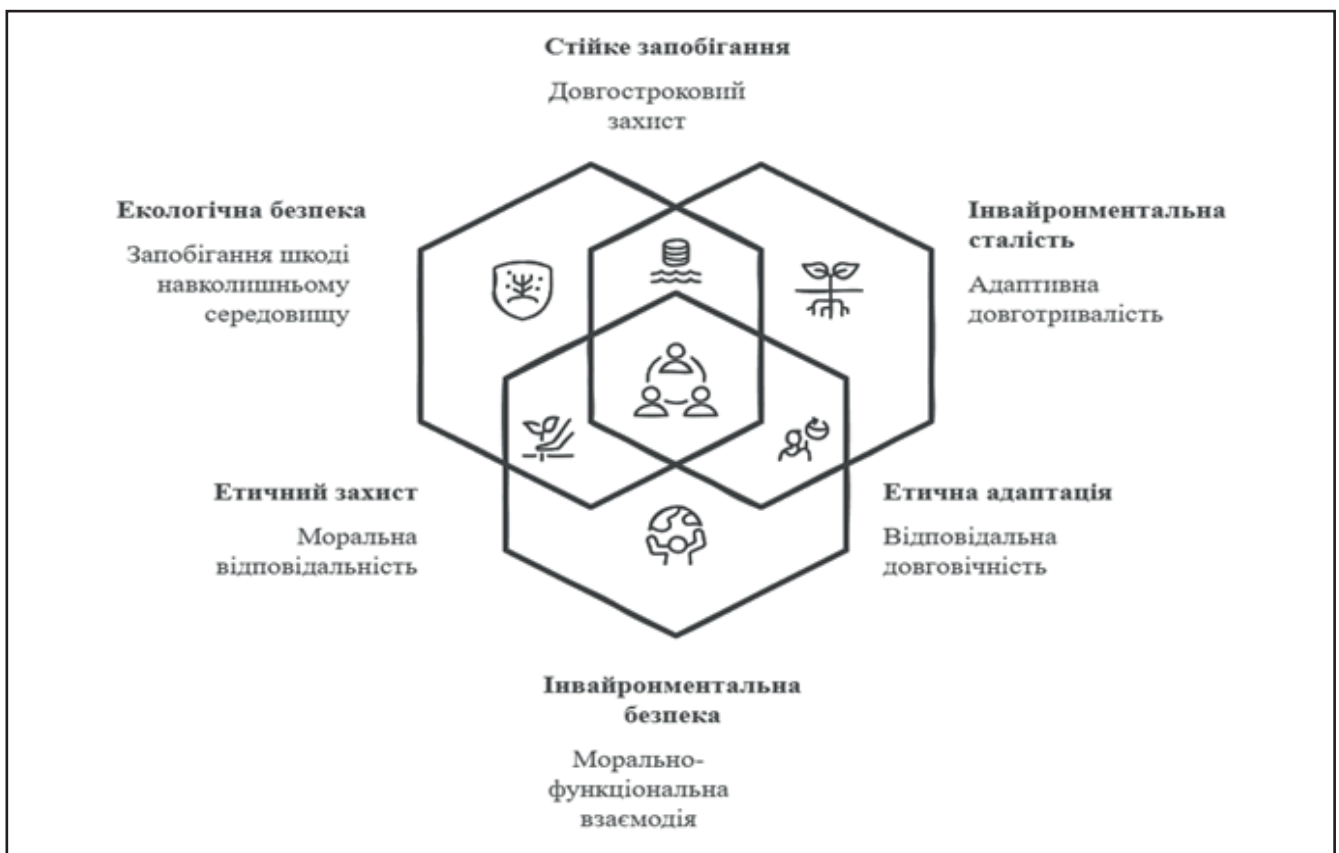 Стійке запобігання
Довгостроковий
захист
Екологічна безпека
Запобігання шкоді
навколишньому
середовищу
Інвайронментальна
сталість
Адаптивна
довготривалість
Етичний захист
Моральна
відповідальність
Етична адаптація
Відповідальна
довговічність
Інвайронментальна
безпека
Морально-
функціональна
взаємодія